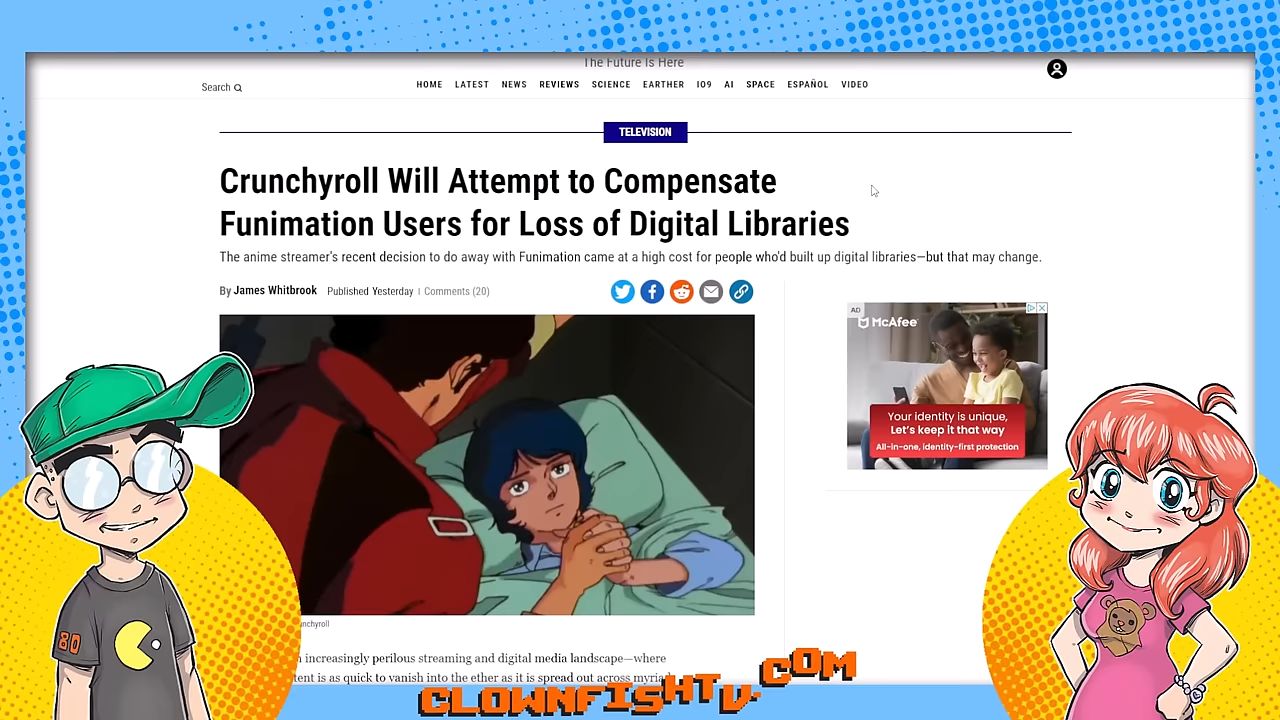 The Future Is Here
Search
HOME LATEST NEWS REVIEWS SCIENCE EARTHER IO9 AI SPACE ESPAÑOL VIDEO
TELEVISION
Crunchyroll Will Attempt to Compensate
Funimation Users for Loss of Digital Libraries
The anime streamer's recent decision to do away with Funimation came at a high cost for people who'd built up digital libraries—but that may change.
By James Whitbrook Published Yesterday | Comments (20)
AD
McAfee
Your identity is unique,
Let's keep it that way
All-in-one, identity-first protection
80
increasingly perilous streaming and digital media landscape—where
is as quick to vanish into the ether as it is spread out across
CLOWNFISHTV.COM